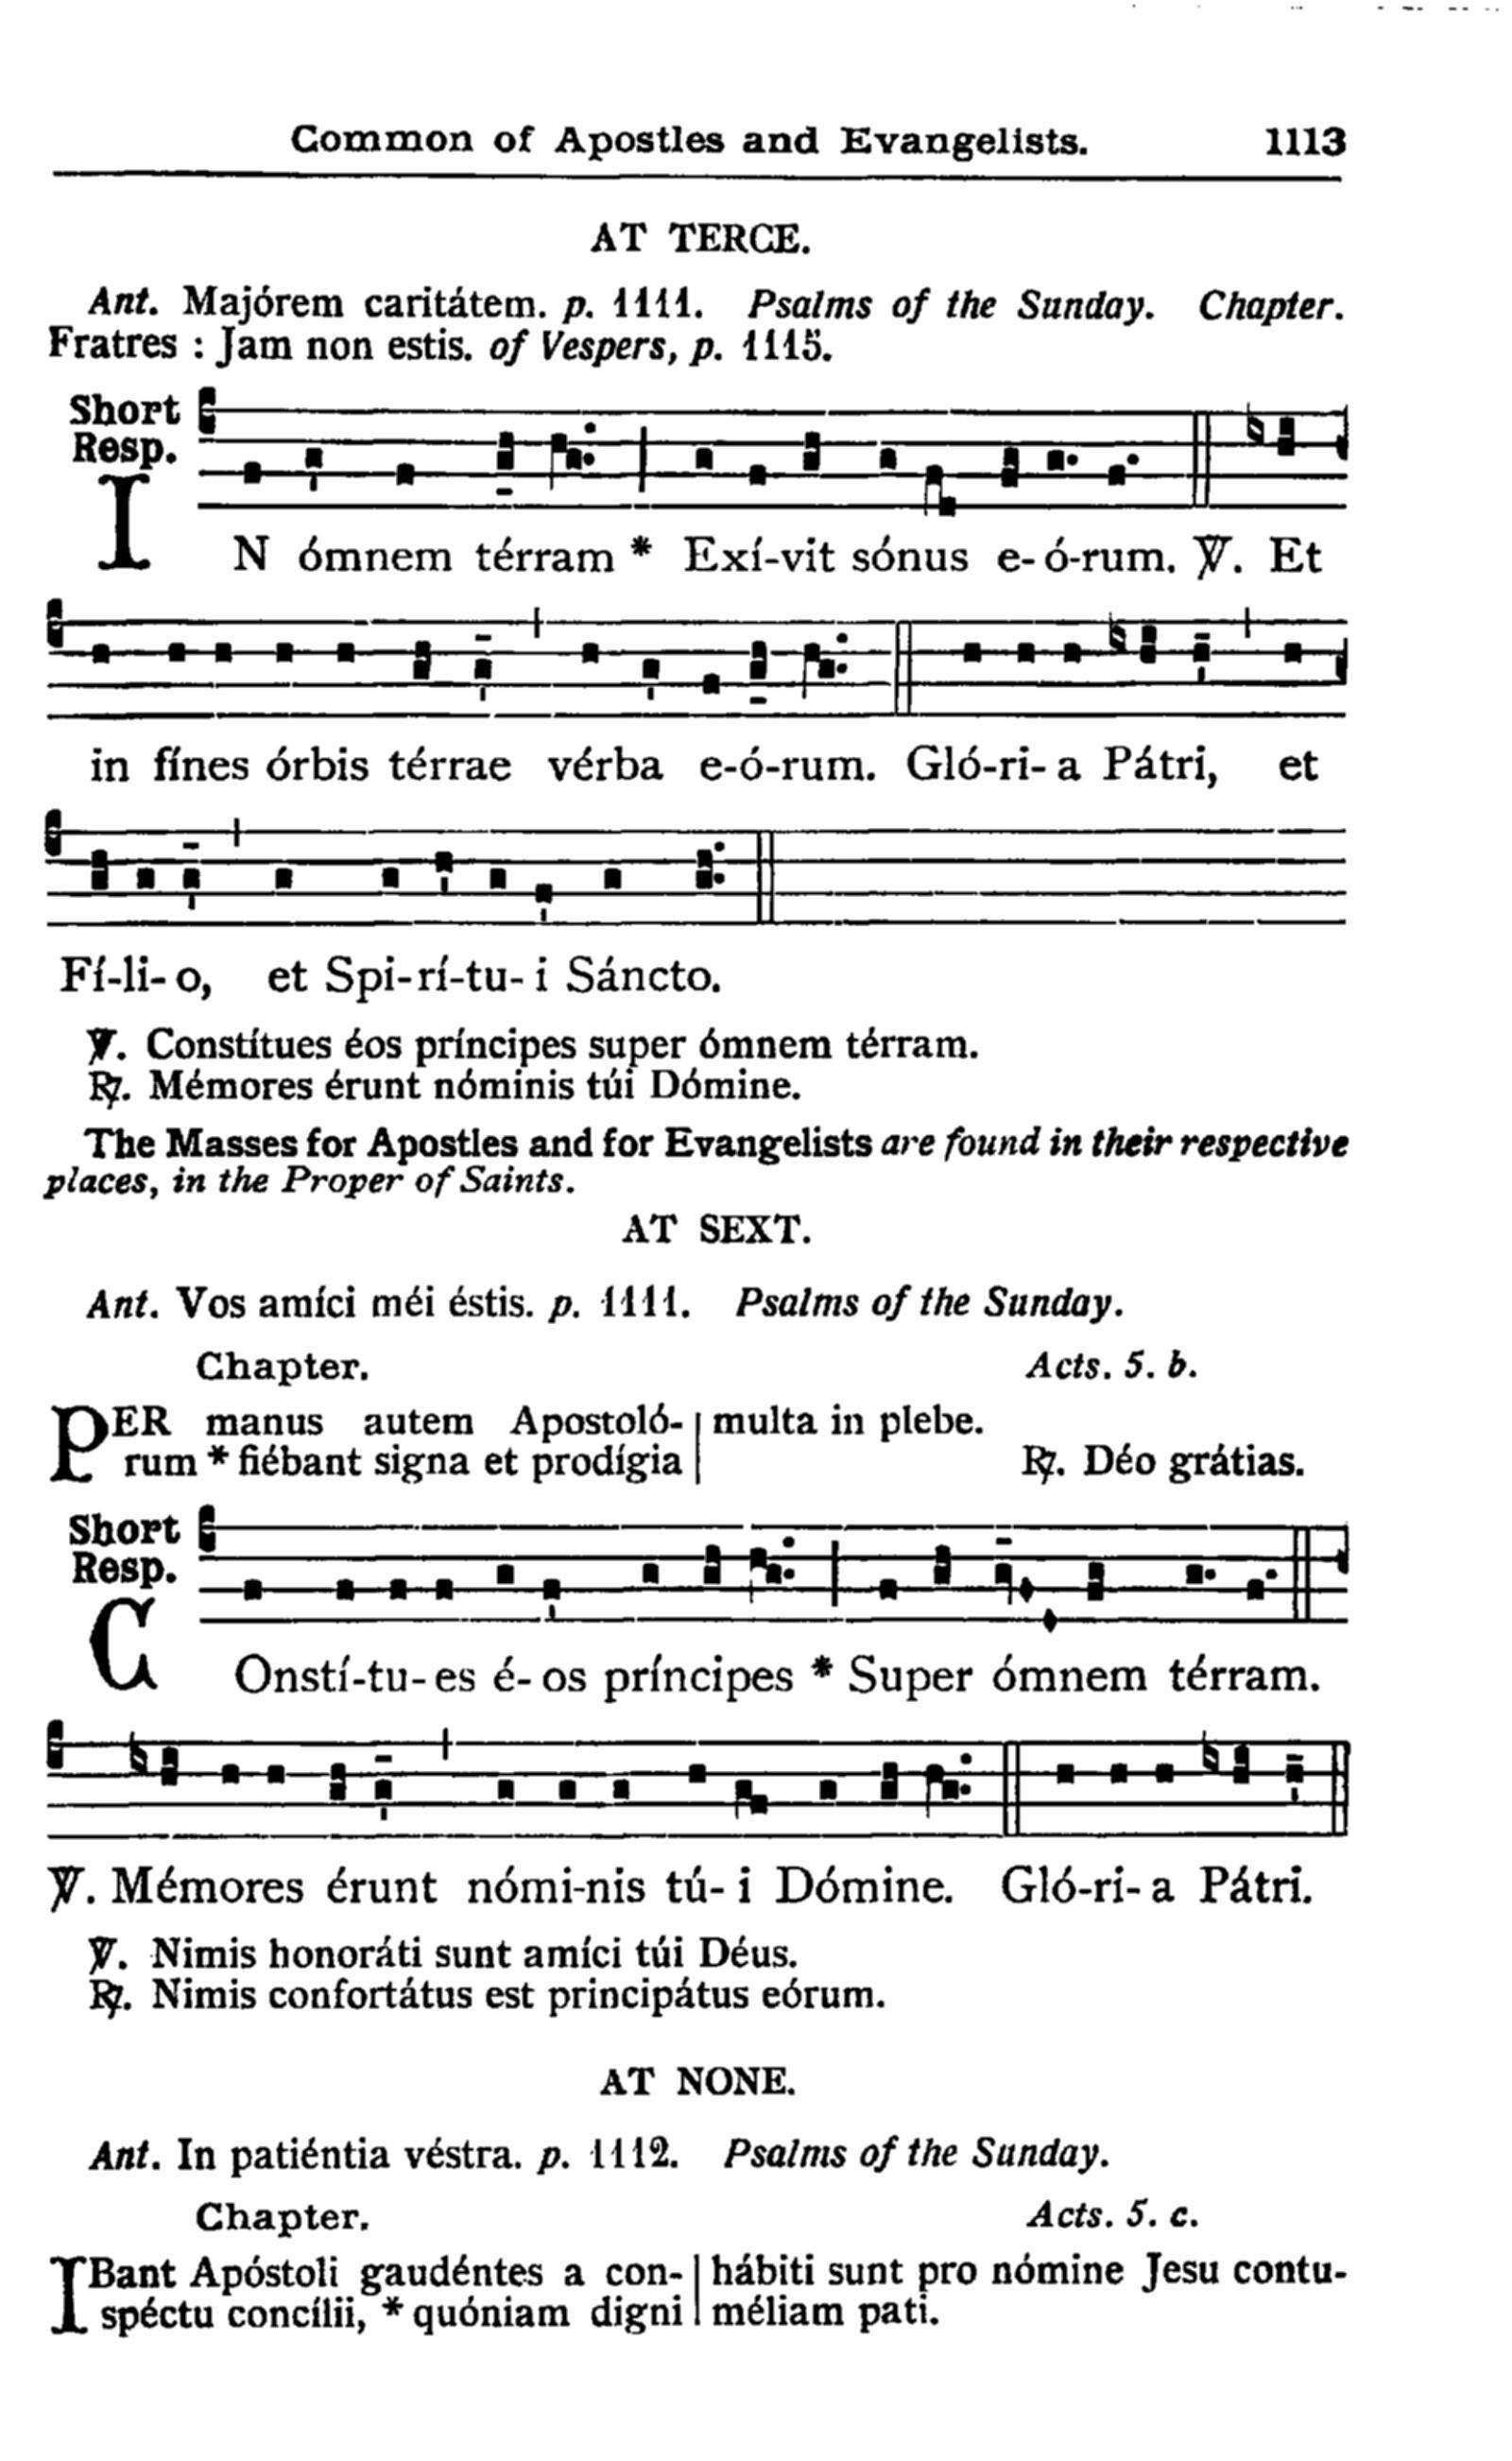 Common of Apostles and Evangelists. 1113
AT TERCE.
Ant. Majórem caritátem. p. 1111. Psalms of the Sunday. Chapter.
Fratres : Jam non estis. of Vespers, p. 1115.
Short
Resp.
IN ómnem térram * Exí-vit sónus e- ó-rum. ℣. Et
in fínes órbis térrae vérba e-ó-rum. Gló-ri- a Pátri, et
Fí-li- o, et Spi-rí-tu- i Sáncto.
℣. Constítues éos príncipes super ómnem térram.
℟. Mémores érunt nóminis túi Dómine.
The Masses for Apostles and for Evangelists are found in their respective
places, in the Proper of Saints.
AT SEXT.
Ant. Vos amíci méi éstis. p. 1111. Psalms of the Sunday.
Chapter. Acts. 5. b.
PER manus autem Apostoló-
rum * fiébant signa et prodígia
multa in plebe.
℟. Déo grátias.
Short
Resp.
COnstí-tu- es é- os príncipes * Super ómnem térram.
℣. Mémores érunt nómi-nis tú- i Dómine. Gló-ri- a Pátri.
℣. Nimis honoráti sunt amíci túi Déus.
℟. Nimis confortátus est principátus eórum.
AT NONE.
Ant. In patiéntia véstra. p. 1112. Psalms of the Sunday.
Chapter. Acts. 5. c.
IBant Apóstoli gaudéntes a con-
spéctu concílii, * quóniam digni
hábiti sunt pro nómine Jesu contu-
méliam pati.